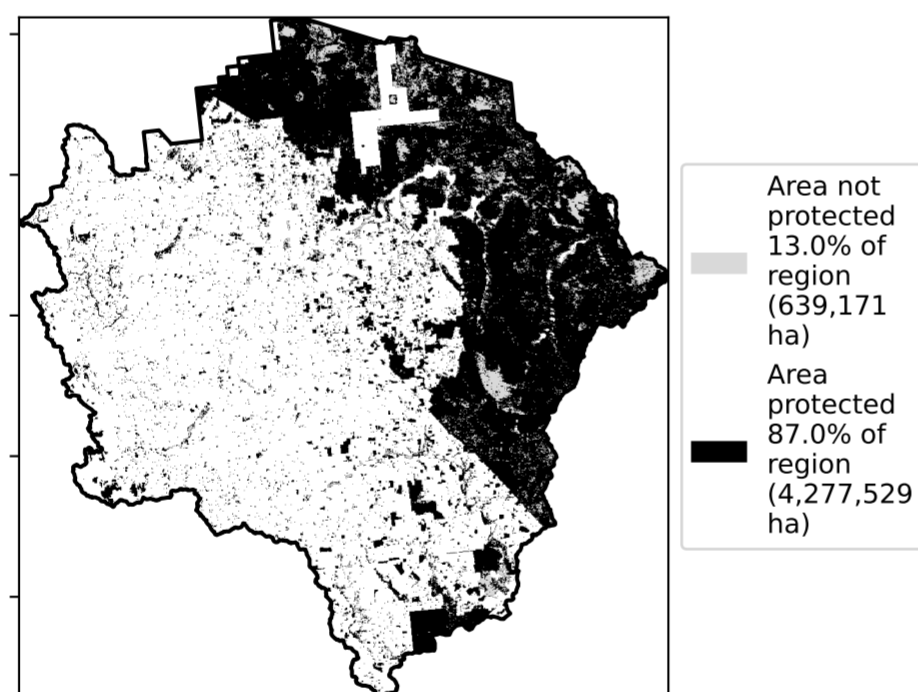 Area not
protected
13.0% of
region
(639,171
ha)
Area
protected
87.0% of
region
(4,277,529
ha)